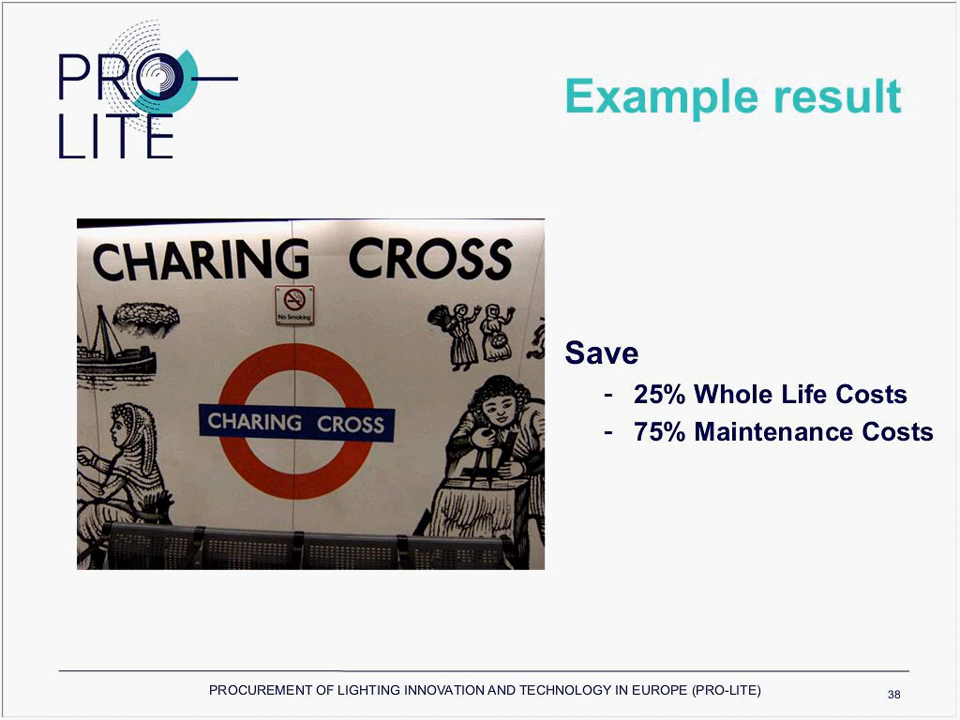 PRO—
LITE
Example result
CHARING CROSS
No Smoking
CHARING CROSS
Save
- 25% Whole Life Costs
- 75% Maintenance Costs
PROCUREMENT OF LIGHTING INNOVATION AND TECHNOLOGY IN EUROPE (PRO-LITE)
38